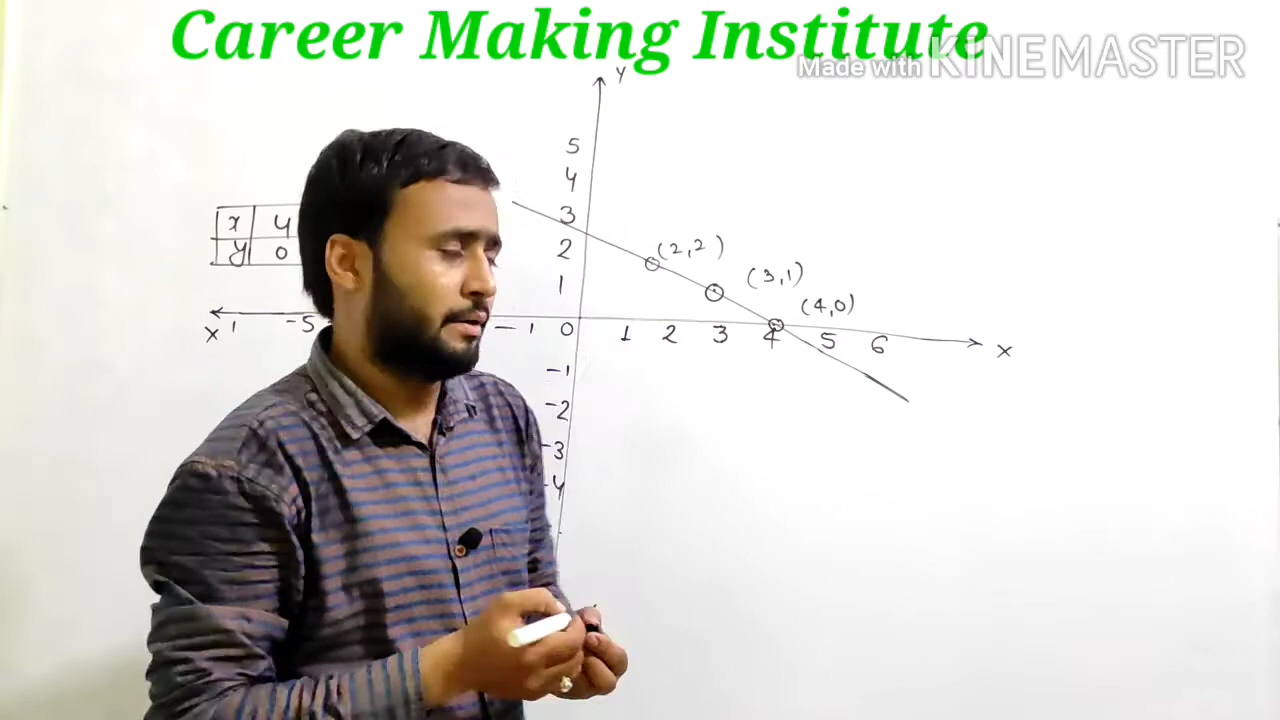 Career Making Institute
Made with KINEMASTER
Y
5
4
3
2
1
(2,2)
(3,1)
(4,0)
x 4
y 0
x 1 -5 -1 0 1 2 3 4 5 6 x
-1
-2
-3
-4